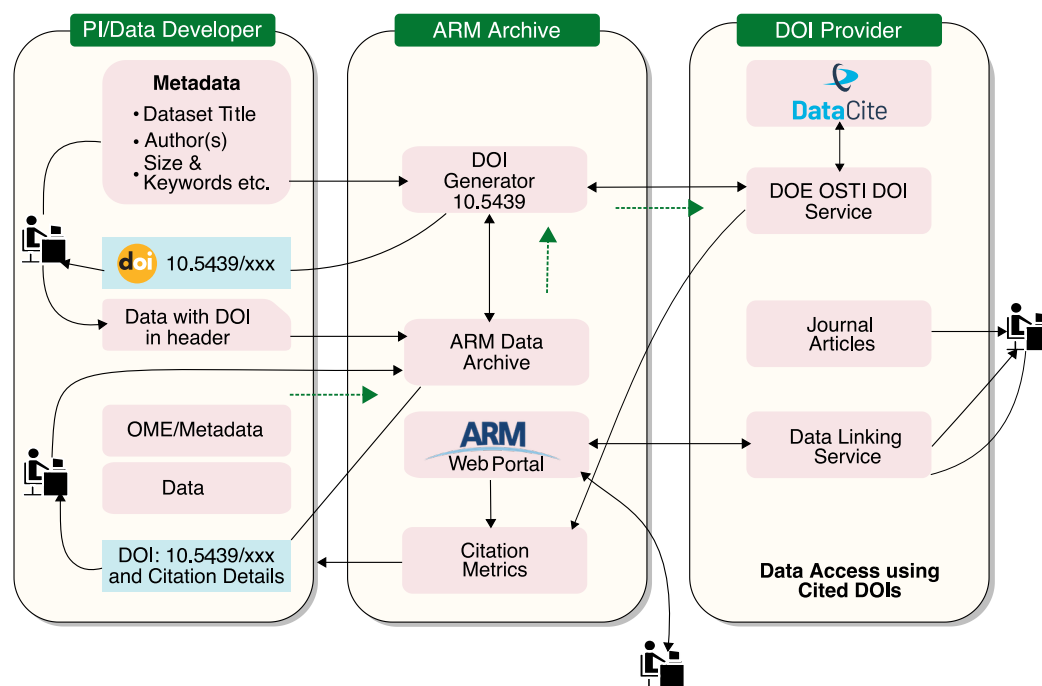 PI/Data Developer
Metadata
• Dataset Title
• Author(s)
Size &
• Keywords etc.
doi 10.5439/xxx
Data with DOI
in header
OME/Metadata
Data
DOI: 10.5439/xxx
and Citation Details
ARM Archive
DOI
Generator
10.5439
ARM Data
Archive
ARM
Web Portal
Citation
Metrics
DOI Provider
DataCite
DOE OSTI DOI
Service
Journal
Articles
Data Linking
Service
Data Access using
Cited DOIs